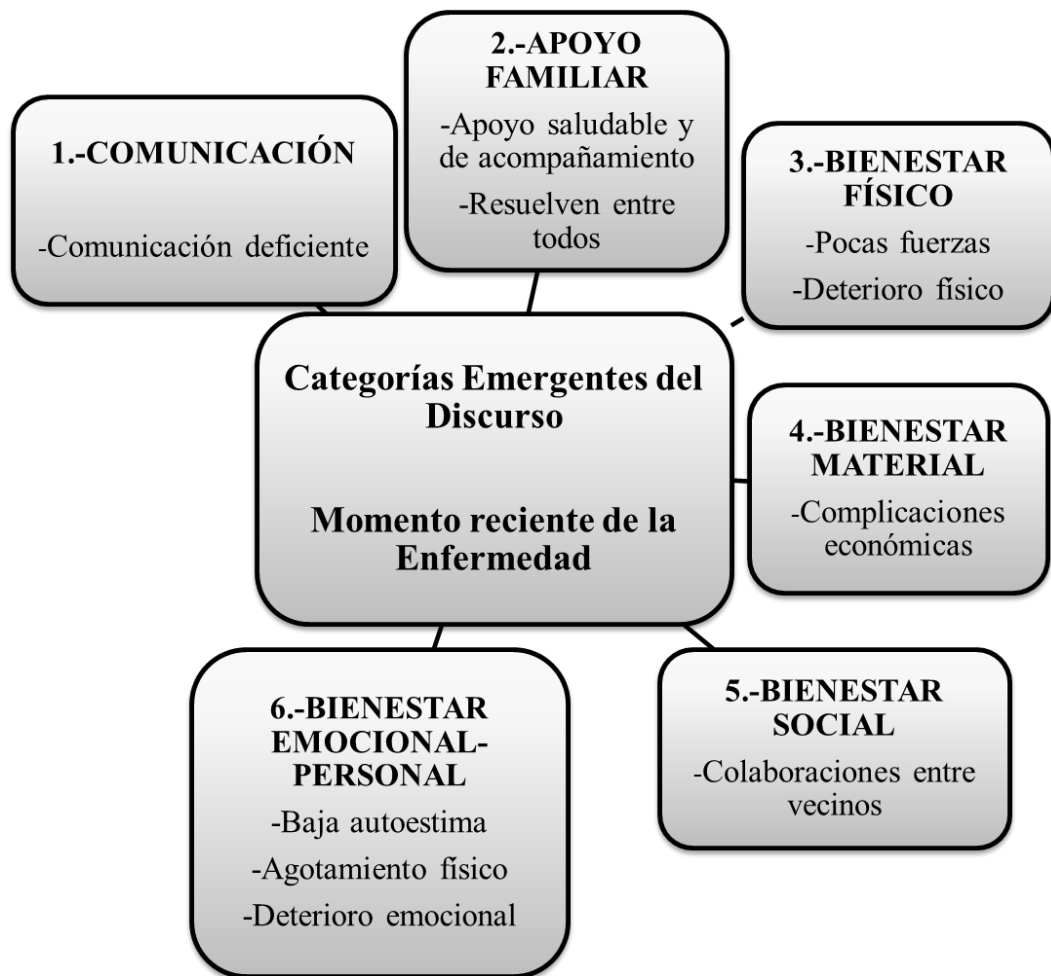 1.-COMUNICACIÓN
-Comunicación deficiente
2.-APOYO
FAMILIAR
-Apoyo saludable y
de acompañamiento
-Resuelven entre
todos
3.-BIENESTAR
FÍSICO
-Pocas fuerzas
-Deterioro físico
Categorías Emergentes del
Discurso
Momento reciente de la
Enfermedad
4.-BIENESTAR
MATERIAL
-Complicaciones
económicas
5.-BIENESTAR
SOCIAL
-Colaboraciones entre
vecinos
6.-BIENESTAR
EMOCIONAL-
PERSONAL
-Baja autoestima
-Agotamiento físico
-Deterioro emocional